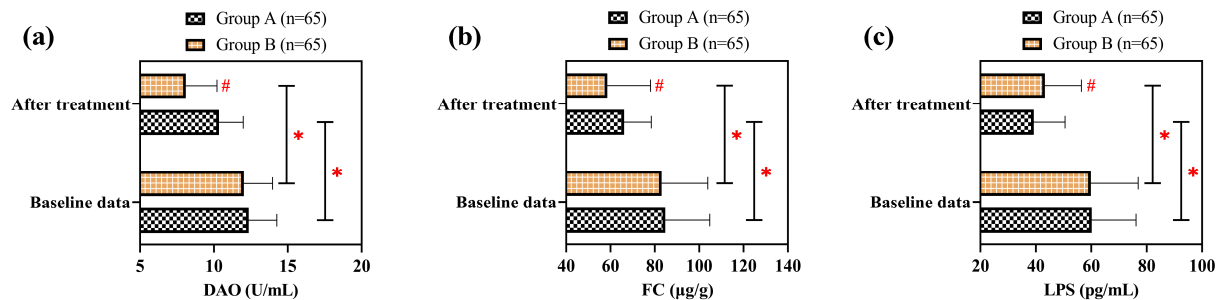 (a)
Group A (n=65)
Group B (n=65)
After treatment
#
*
*
Baseline data
5 10 15 20
DAO (U/mL)
(b)
Group A (n=65)
Group B (n=65)
After treatment
#
*
*
Baseline data
40 60 80 100 120 140
FC (μg/g)
(c)
Group A (n=65)
Group B (n=65)
After treatment
#
*
*
Baseline data
20 40 60 80 100
LPS (pg/mL)